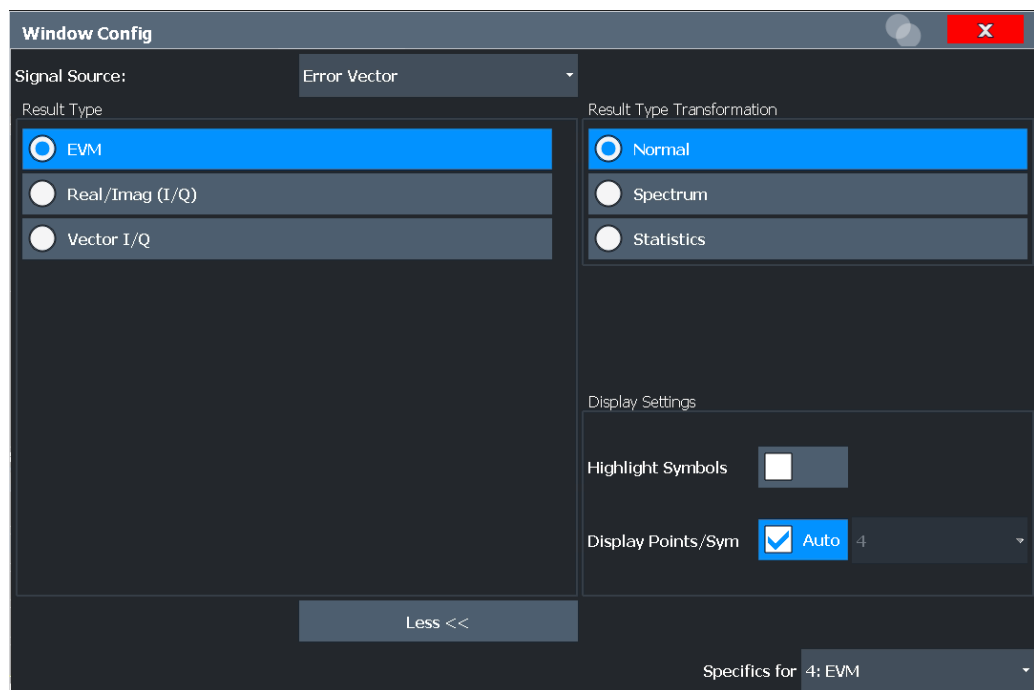 Window Config
X
Signal Source:
Error Vector
Result Type
EVM
Real/Imag (I/Q)
Vector I/Q
Result Type Transformation
Normal
Spectrum
Statistics
Display Settings
Highlight Symbols
Display Points/Sym Auto 4
Less <<
Specifics for 4: EVM